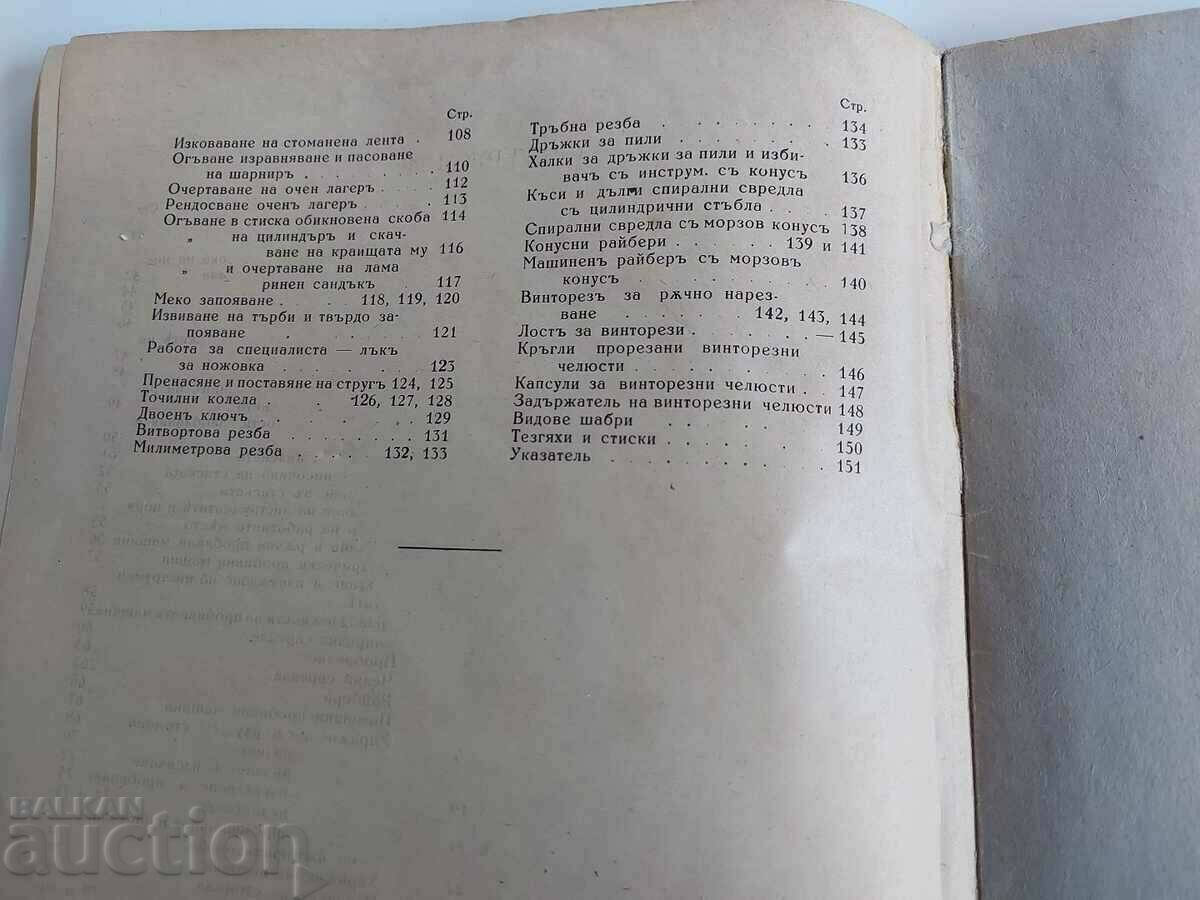 Стр.
Изковаване на стоманена лента . 108
Огъване изравняване и пасоване
на шарниръ . . . . . . . 110
Очертаване на очен лагеръ . . . . 112
Рендосване оченъ лагеръ . . . . . 113
Огъване в стиска обикновена скоба 114
„ на цилиндъръ и скач-
ване на краищата му 116
„ и очертаване на лама
ринен сандъкъ . . 117
Меко запояване . . . . 118, 119, 120
Извиване на търби и твърдо за-
появане . . . . . . . 121
Работа за специалиста — лъкъ
за ножовка . . . . . . . 123
Пренасяне и поставяне на стругъ 124, 125
Точилни колела . . . 126, 127, 128
Двоенъ ключъ . . . . . . . 129
Витвортова резба . . . . . . . 131
Милиметрова резба . . . . . 132, 133
Стр.
Тръбна резба . . . . . . . . 134
Дръжки за пили . . . . . . . 133
Халки за дръжки за пили и изби-
вачъ съ инструм. съ конусъ 136
Къси и дълги спирални свредла
съ цилиндрични стъбла . . . 137
Спирални свредла съ морзов конусъ 138
Конусни райбери . . . . . 139 и 141
Машиненъ райберъ съ морзовъ
конусъ . . . . . . . . . 140
Винторезъ за рѫчно нарез-
ване . . . . . . 142, 143, 144
Лостъ за винторези . . . . . — 145
Кръгли прорезани винторезни
челюсти . . . . . . . . . 146
Капсули за винторезни челюсти . . 147
Задържатель на винторезни челюсти 148
Видове шабри . . . . . . . 149
Тезгяхи и стиски . . . . . . . 150
Указатель . . . . . . . . . 151
BALKAN
auction